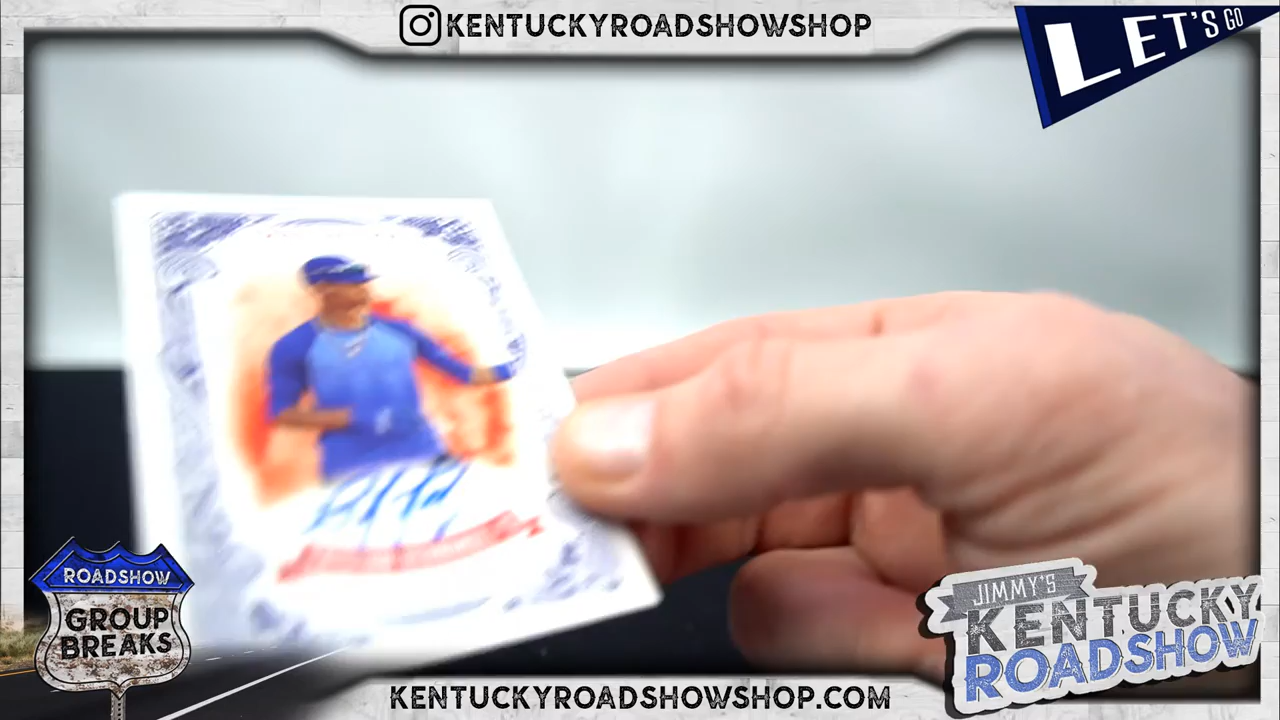 KENTUCKYROADSHOWSHOP
LET'S GO
ROADSHOW
GROUP
BREAKS
JIMMY'S
KENTUCKY
ROADSHOW
KENTUCKYROADSHOWSHOP.COM